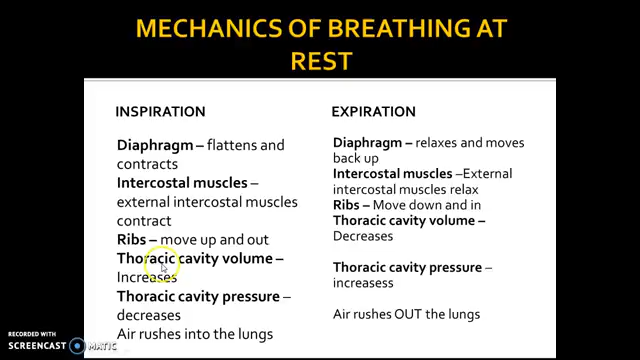 MECHANICS OF BREATHING AT
REST
INSPIRATION
Diaphragm – flattens and
contracts
Intercostal muscles –
external intercostal muscles
contract
Ribs – move up and out
Thoracic cavity volume –
Increases
Thoracic cavity pressure –
decreases
Air rushes into the lungs
EXPIRATION
Diaphragm – relaxes and moves
back up
Intercostal muscles –External
intercostal muscles relax
Ribs – Move down and in
Thoracic cavity volume –
Decreases
Thoracic cavity pressure –
increasess
Air rushes OUT the lungs
RECORDED WITH
SCREENCAST MATIC